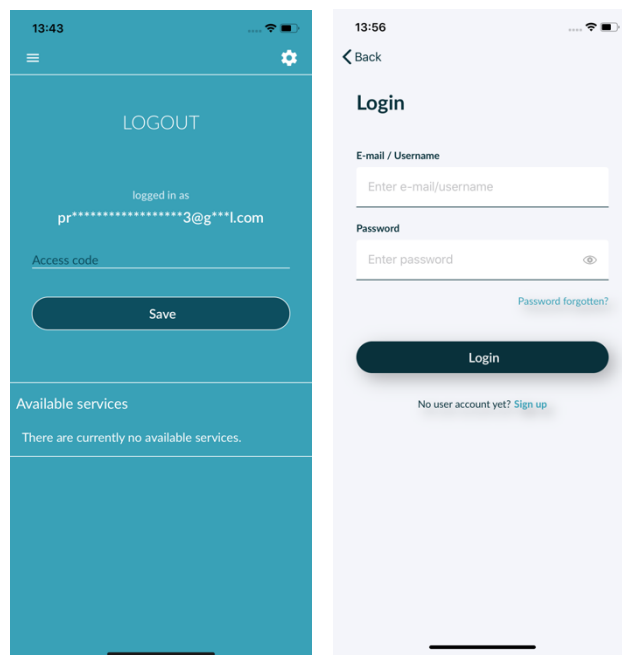 13:43
LOGOUT
logged in as
pr******************3@g***l.com
Access code
Save
Available services
There are currently no available services.
13:56
Back
Login
E-mail / Username
Enter e-mail/username
Password
Enter password
Password forgotten?
Login
No user account yet? Sign up